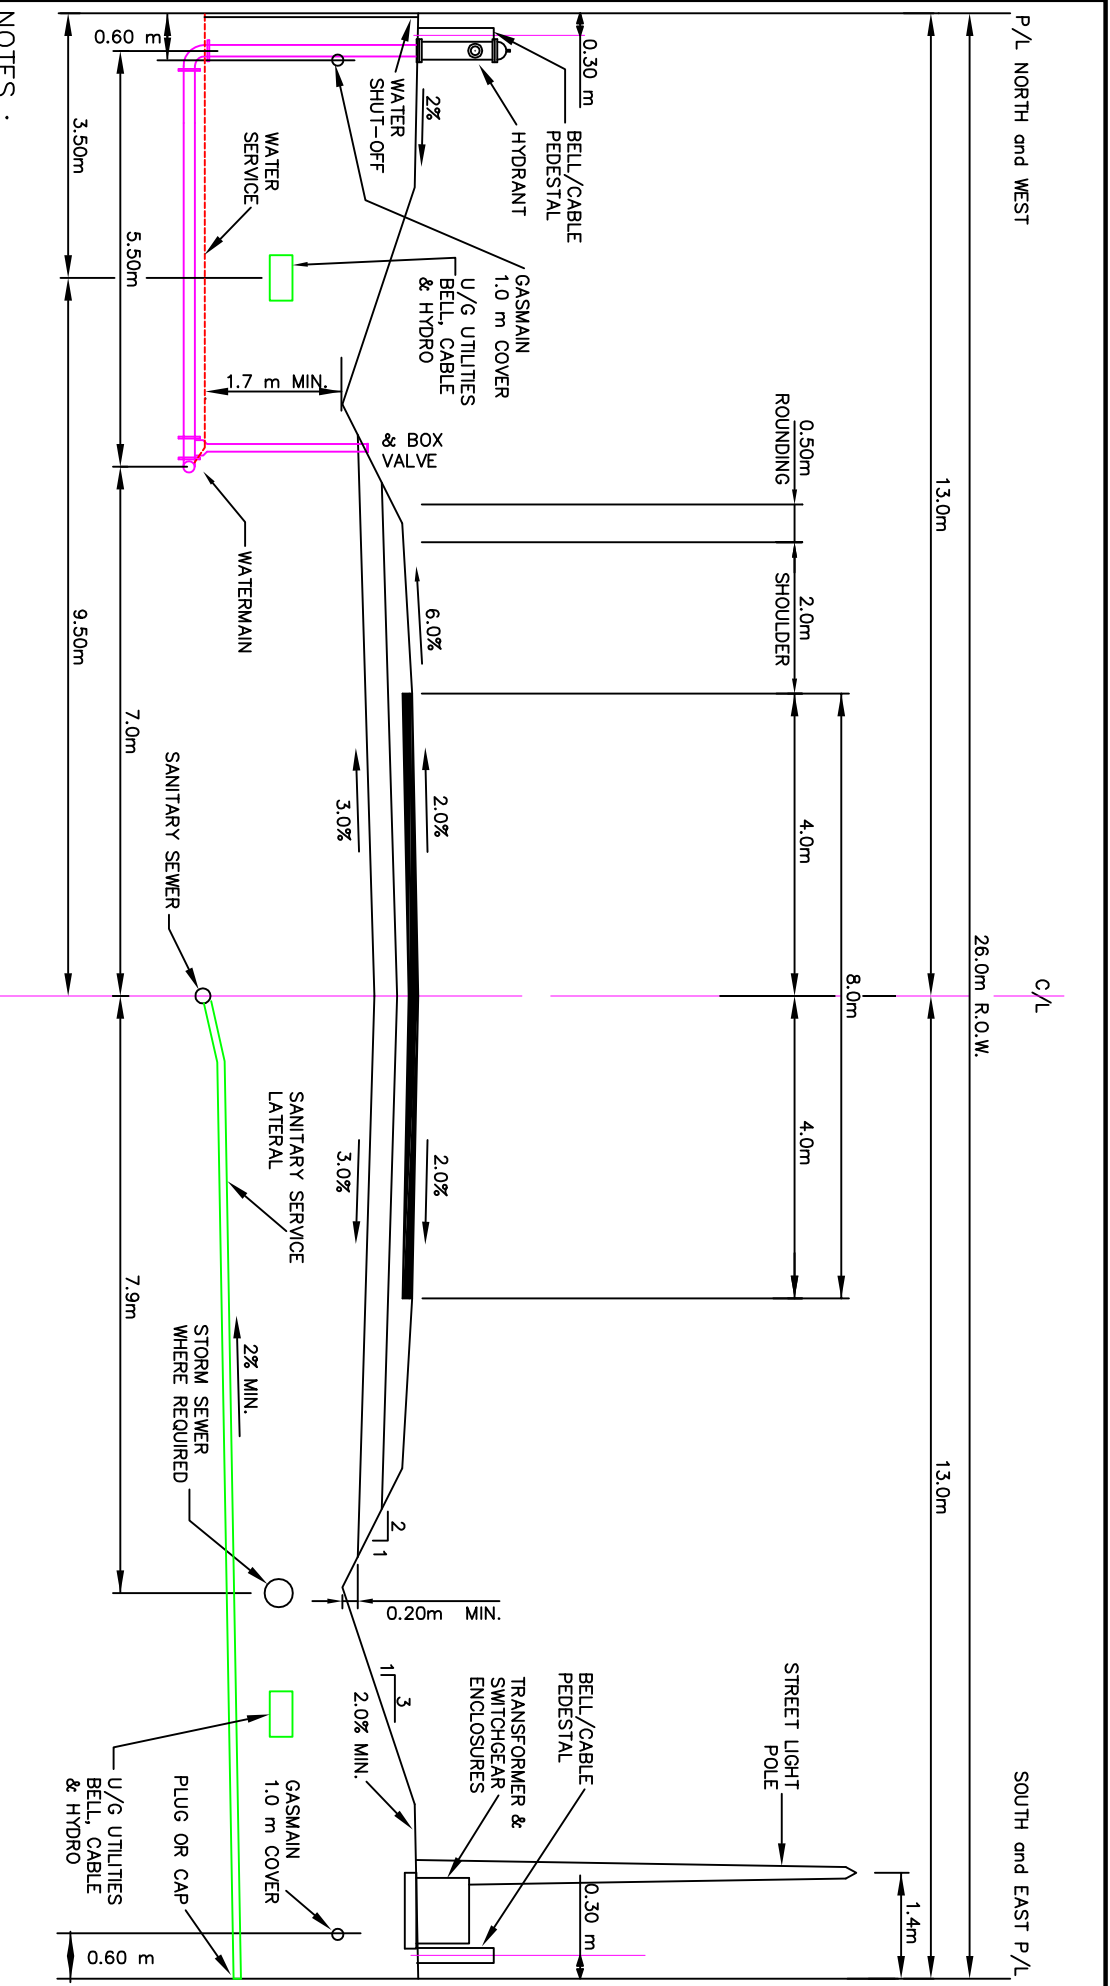 P/L NORTH and WEST
C/L
SOUTH and EAST P/L
26.0m R.O.W.
13.0m
13.0m
1.4m
8.0m
0.50m
ROUNDING
2.0m
SHOULDER
4.0m
4.0m
STREET LIGHT
POLE
0.30 m
BELL/CABLE
PEDESTAL
HYDRANT
BELL/CABLE
PEDESTAL
0.30 m
TRANSFORMER &
SWITCHGEAR
ENCLOSURES
GASMAIN
1.0 m COVER
U/G UTILITIES
BELL, CABLE
& HYDRO
2%
WATER
SHUT-OFF
& BOX
VALVE
6.0%
2.0%
2.0%
3.0%
3.0%
2
1
0.20m MIN.
1
3
2.0% MIN.
WATER
SERVICE
1.7 m MIN.
WATERMAIN
SANITARY SEWER
SANITARY SERVICE
LATERAL
2% MIN.
STORM SEWER
WHERE REQUIRED
GASMAIN
1.0 m COVER
PLUG OR CAP
U/G UTILITIES
BELL, CABLE
& HYDRO
0.60 m
5.50m
7.0m
7.9m
0.60 m
3.50m
9.50m
NOTES :